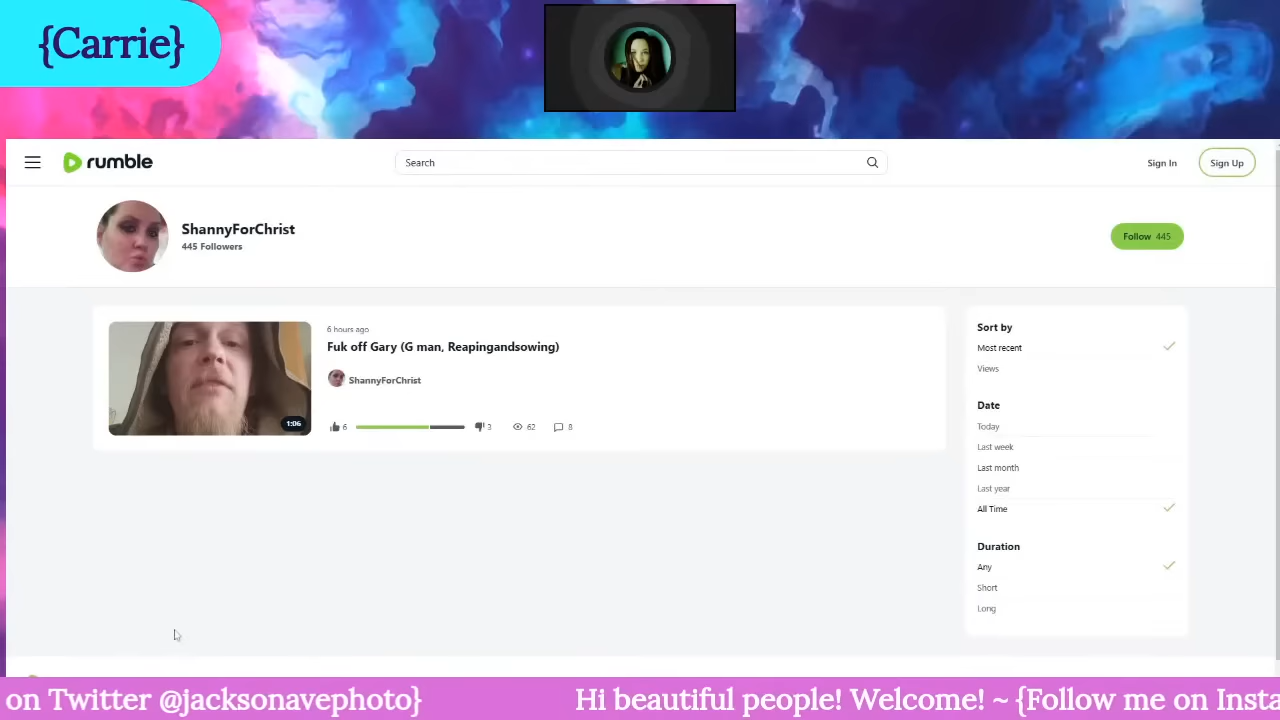 {Carrie}
rumble
Search
Sign In
Sign Up
ShannyForChrist
445 Followers
Follow 445
6 hours ago
Fuk off Gary (G man, Reapingandsowing)
ShannyForChrist
1:06
6
3
62
8
Sort by
Most recent
Views
Date
Today
Last week
Last month
Last year
All Time
Duration
Any
Short
Long
on Twitter @jacksonavephoto} Hi beautiful people! Welcome! ~ {Follow me on Insta